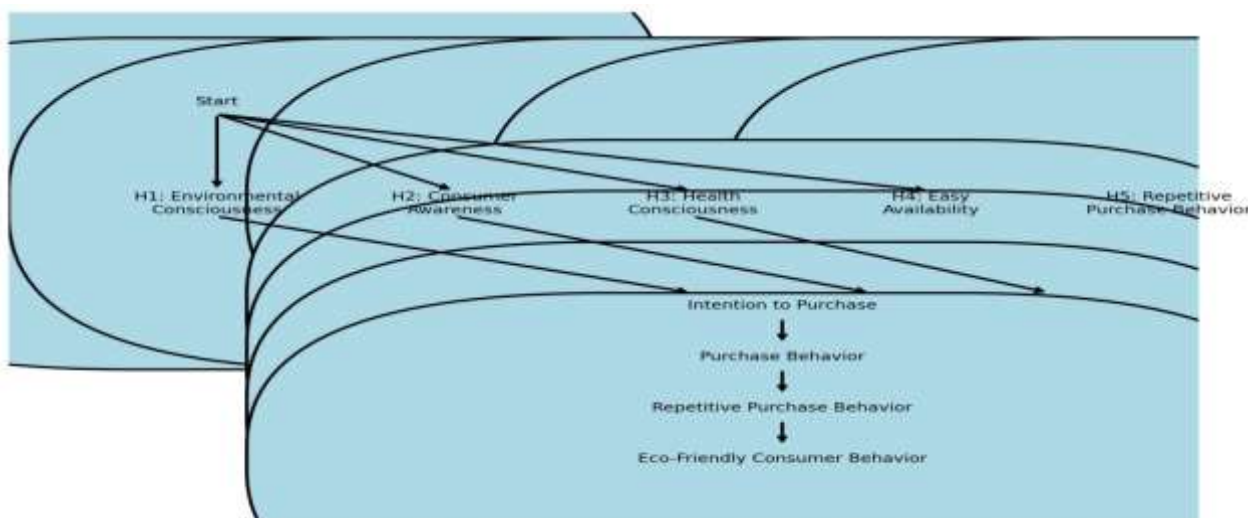 Start
H1: Environmental
Consciousness
H2: Consumer
Awareness
H3: Health
Consciousness
H4: Easy
Availability
H5: Repetitive
Purchase Behavior
Intention to Purchase
Purchase Behavior
Repetitive Purchase Behavior
Eco-Friendly Consumer Behavior